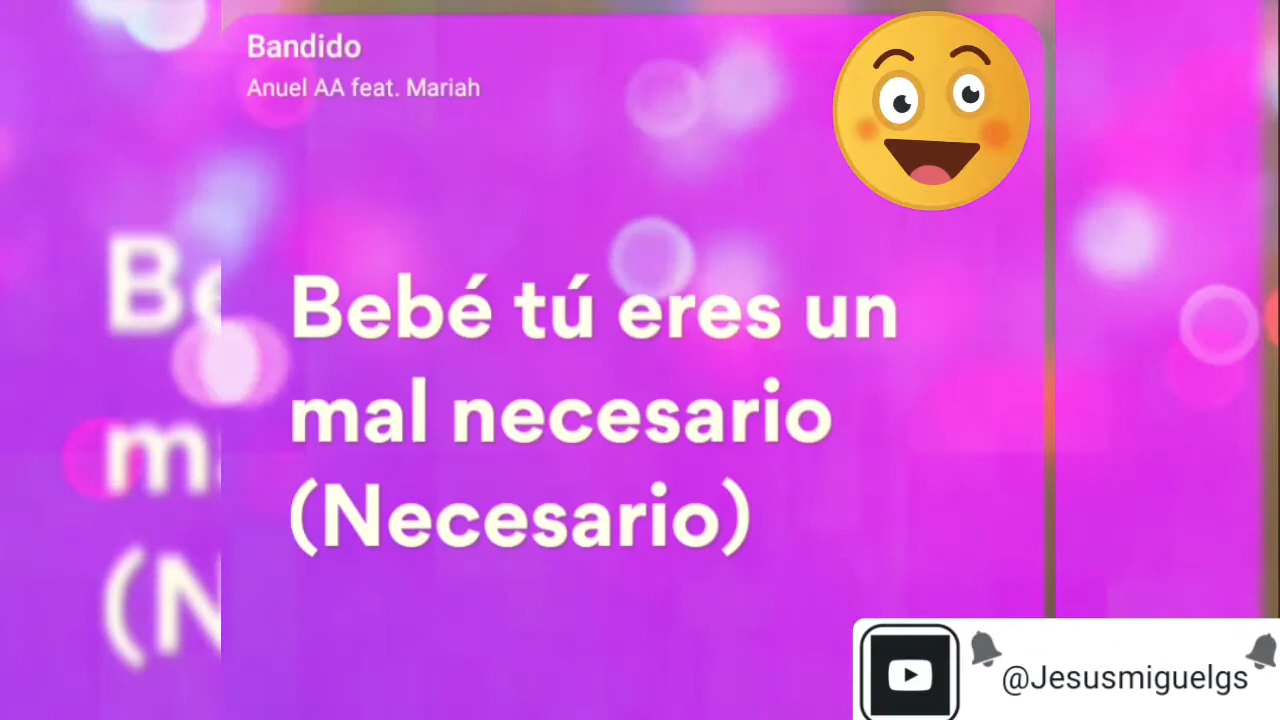 Bandido
Anuel AA feat. Mariah
Bebé tú eres un
mal necesario
(Necesario)
@Jesusmiguelgs